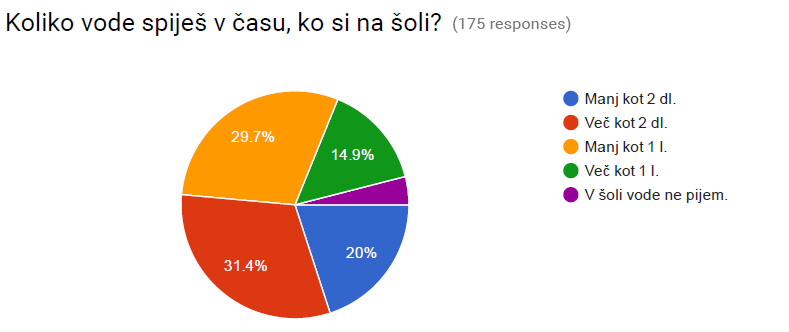 Koliko vode spiješ v času, ko si na šoli? (175 responses)
29.7%
14.9%
31.4%
20%
Manj kot 2 dl.
Več kot 2 dl.
Manj kot 1 l.
Več kot 1 l.
V šoli vode ne pijem.